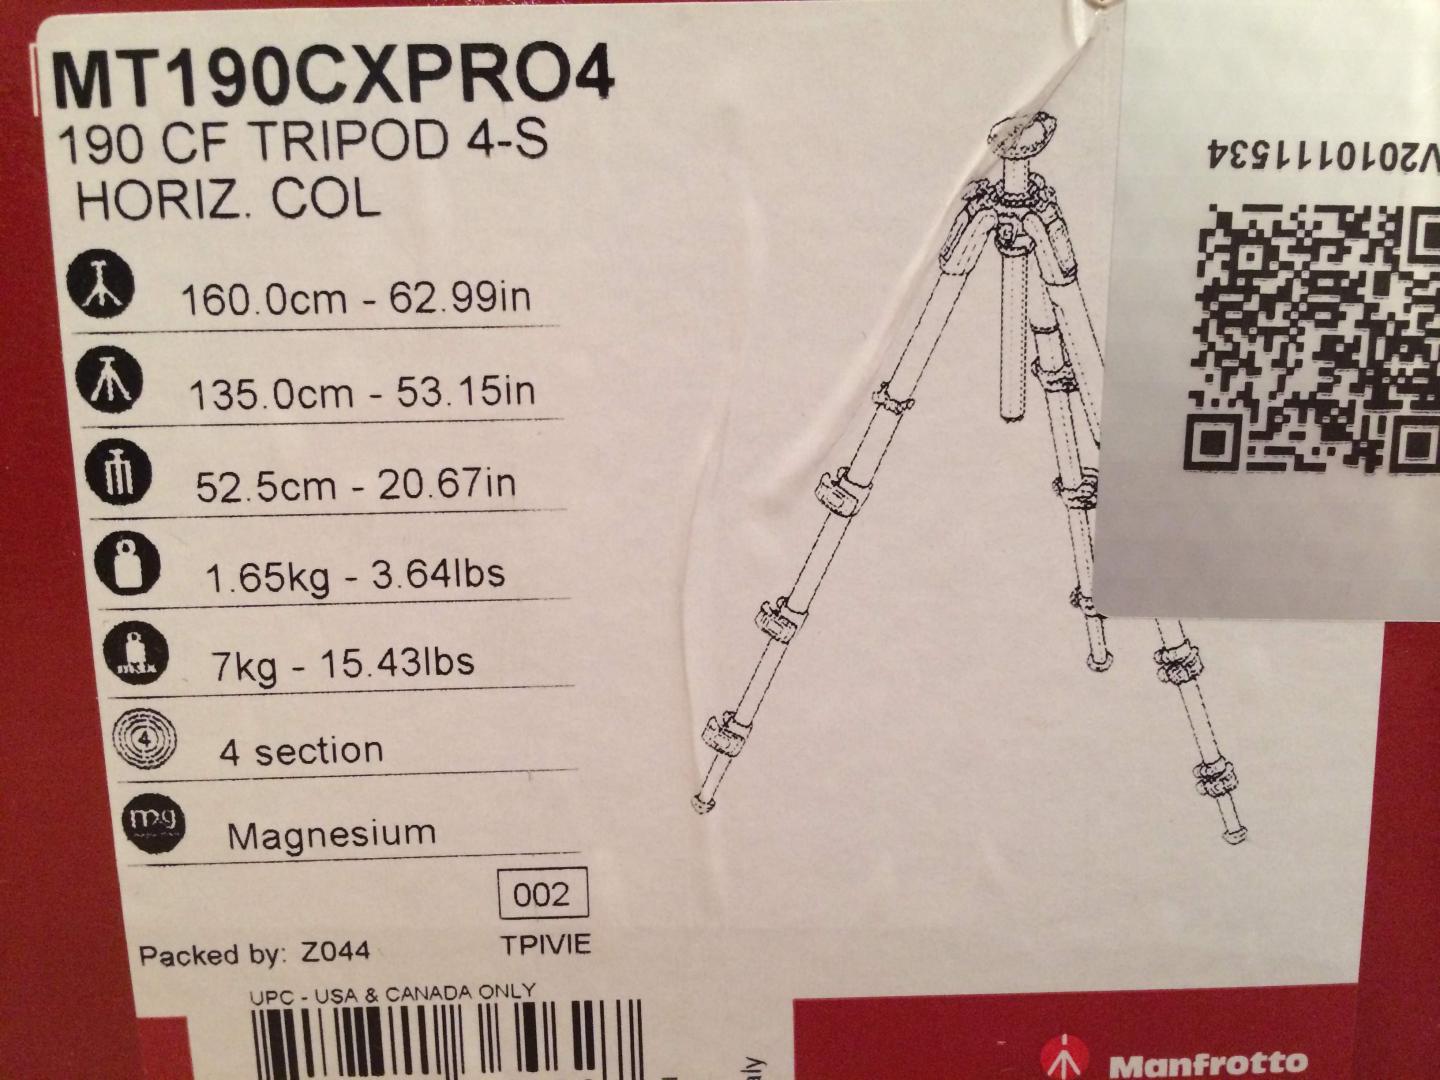 MT190CXPRO4
190 CF TRIPOD 4-S
HORIZ. COL
160.0cm - 62.99in
135.0cm - 53.15in
52.5cm - 20.67in
1.65kg - 3.64lbs
max
7kg - 15.43lbs
4
4 section
mg
Magnesium
002
TPIVIE
Packed by: Z044
UPC - USA & CANADA ONLY
V201011534
Manfrotto